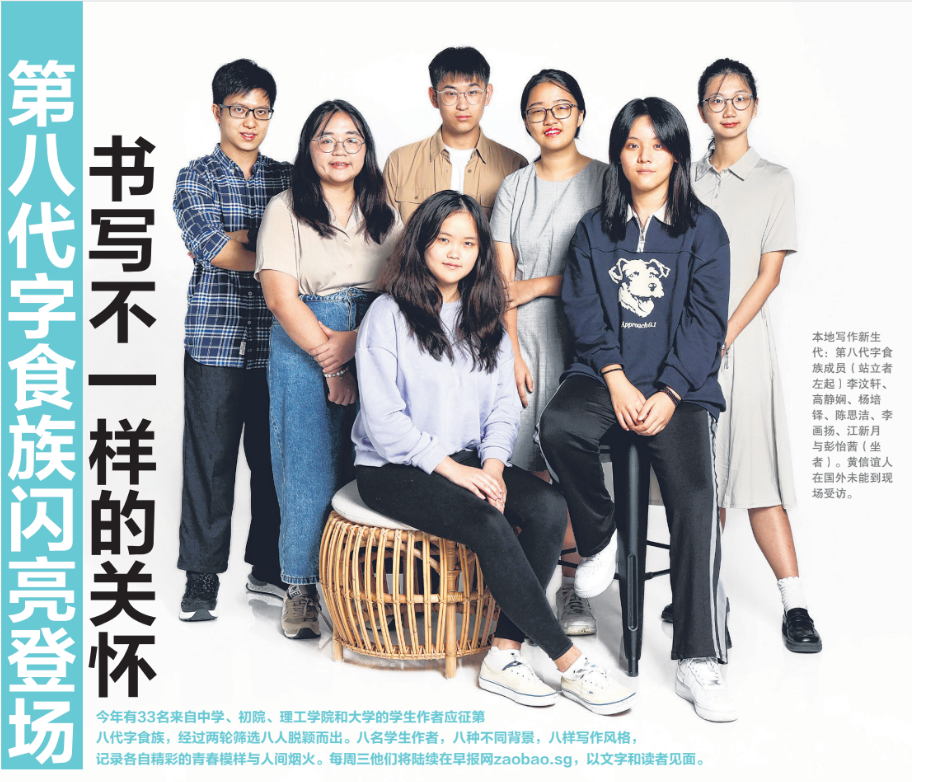 第八代字食族闪亮登场
书写不一样的关怀
Approach6.1
本地写作新生
代：第八代字食
族成员（站立者
左起）李汶轩、
高静娴、杨培
铎、陈思洁、李
画扬、江新月
与彭怡茜（坐
者）。黄信谊人
在国外未能到现
场受访。
今年有33名来自中学、初院、理工学院和大学的学生作者应征第
八代字食族，经过两轮筛选八人脱颖而出。八名学生作者，八种不同背景，八样写作风格，
记录各自精彩的青春模样与人间烟火。每周三他们将陆续在早报网zaobao.sg，以文字和读者见面。